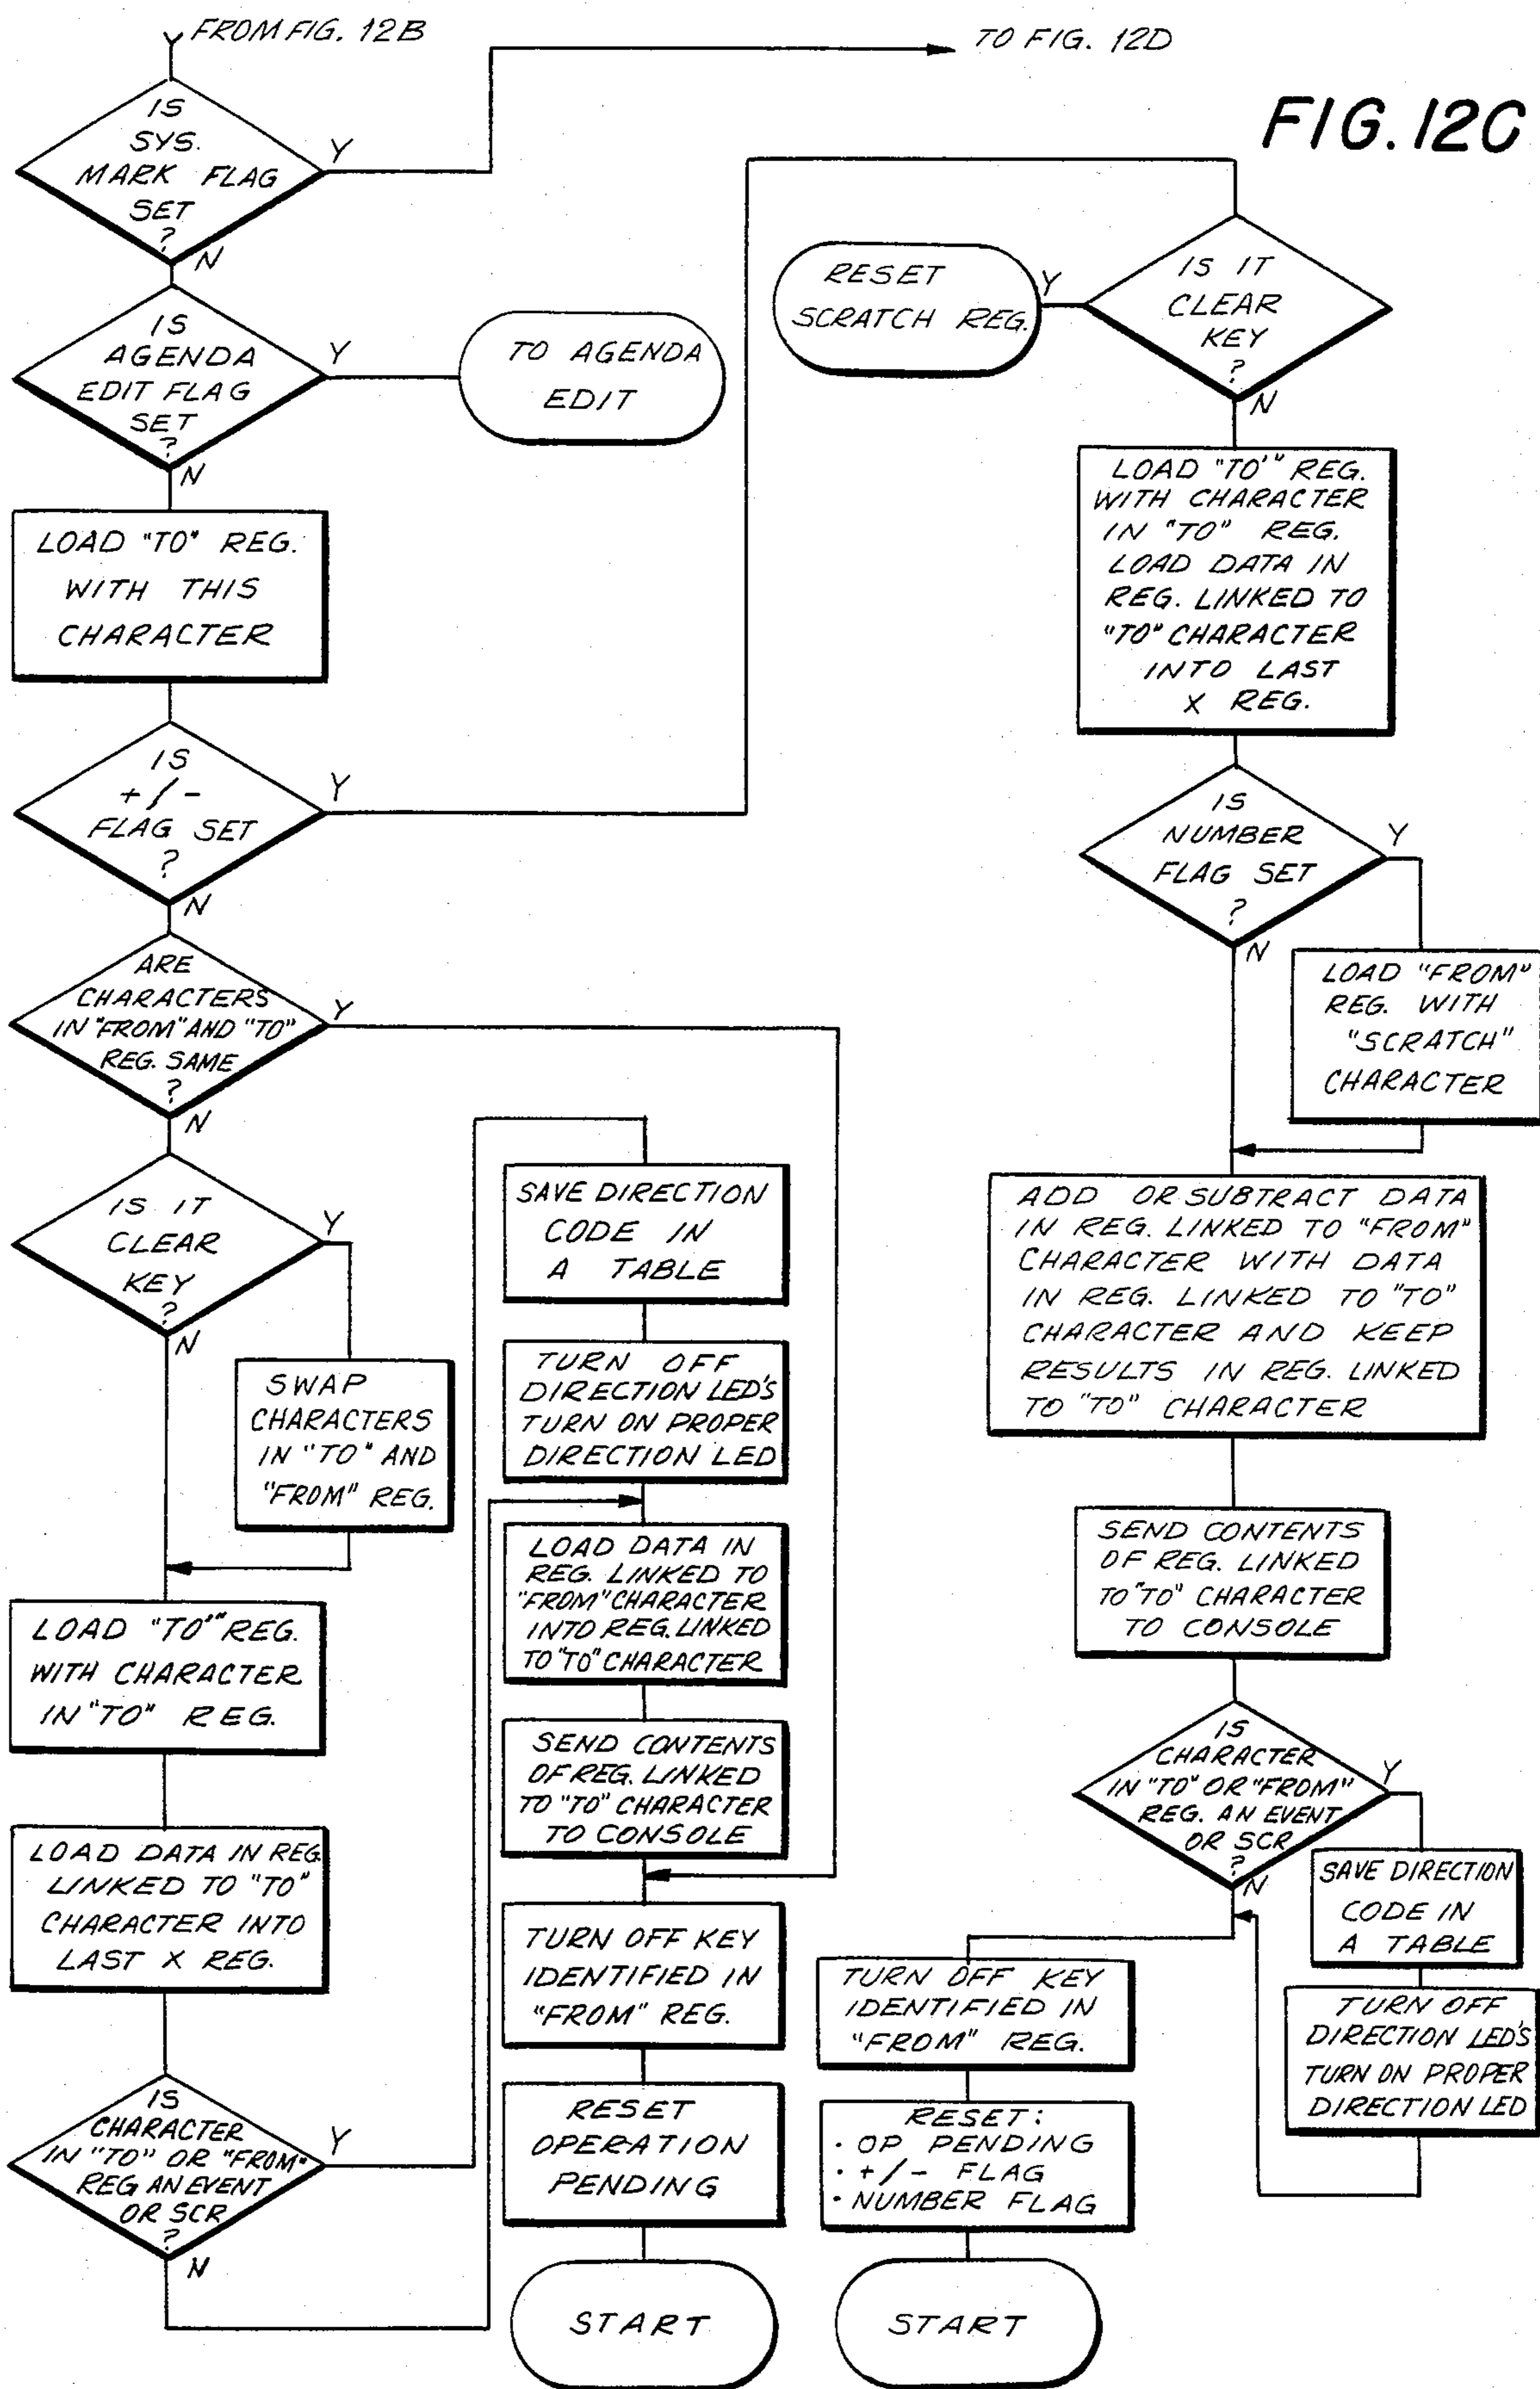 Y FROM FIG. 12B
TO FIG. 12D
FIG. 12C
IS
SYS.
MARK FLAG
SET
?
Y
N
IS
AGENDA
EDIT FLAG
SET
?
Y
N
TO AGENDA
EDIT
LOAD "TO" REG.
WITH THIS
CHARACTER
IS
+/-
FLAG SET
?
Y
N
ARE
CHARACTERS
IN "FROM" AND "TO"
REG. SAME
?
Y
N
IS IT
CLEAR
KEY
?
Y
N
SWAP
CHARACTERS
IN "TO" AND
"FROM" REG.
LOAD "TO'" REG.
WITH CHARACTER
IN "TO" REG.
LOAD DATA IN REG
LINKED TO "TO"
CHARACTER INTO
LAST X REG.
IS
CHARACTER
IN "TO" OR "FROM"
REG AN EVENT
OR SCR
?
Y
N
SAVE DIRECTION
CODE IN
A TABLE
TURN OFF
DIRECTION LED'S
TURN ON PROPER
DIRECTION LED
LOAD DATA IN
REG. LINKED TO
"FROM" CHARACTER
INTO REG. LINKED
TO "TO" CHARACTER
SEND CONTENTS
OF REG. LINKED
TO "TO" CHARACTER
TO CONSOLE
TURN OFF KEY
IDENTIFIED IN
"FROM" REG.
RESET
OPERATION
PENDING
START
IS IT
CLEAR
KEY
?
Y
N
RESET
SCRATCH REG.
LOAD "TO'" REG.
WITH CHARACTER
IN "TO" REG.
LOAD DATA IN
REG. LINKED TO
"TO" CHARACTER
INTO LAST
X REG.
IS
NUMBER
FLAG SET
?
Y
N
LOAD "FROM"
REG. WITH
"SCRATCH"
CHARACTER
ADD OR SUBTRACT DATA
IN REG. LINKED TO "FROM"
CHARACTER WITH DATA
IN REG. LINKED TO "TO"
CHARACTER AND KEEP
RESULTS IN REG. LINKED
TO "TO" CHARACTER
SEND CONTENTS
OF REG. LINKED
TO "TO" CHARACTER
TO CONSOLE
IS
CHARACTER
IN "TO" OR "FROM"
REG. AN EVENT
OR SCR
?
Y
N
SAVE DIRECTION
CODE IN
A TABLE
TURN OFF
DIRECTION LED'S
TURN ON PROPER
DIRECTION LED
TURN OFF KEY
IDENTIFIED IN
"FROM" REG.
RESET:
· OP PENDING
· +/- FLAG
· NUMBER FLAG
START